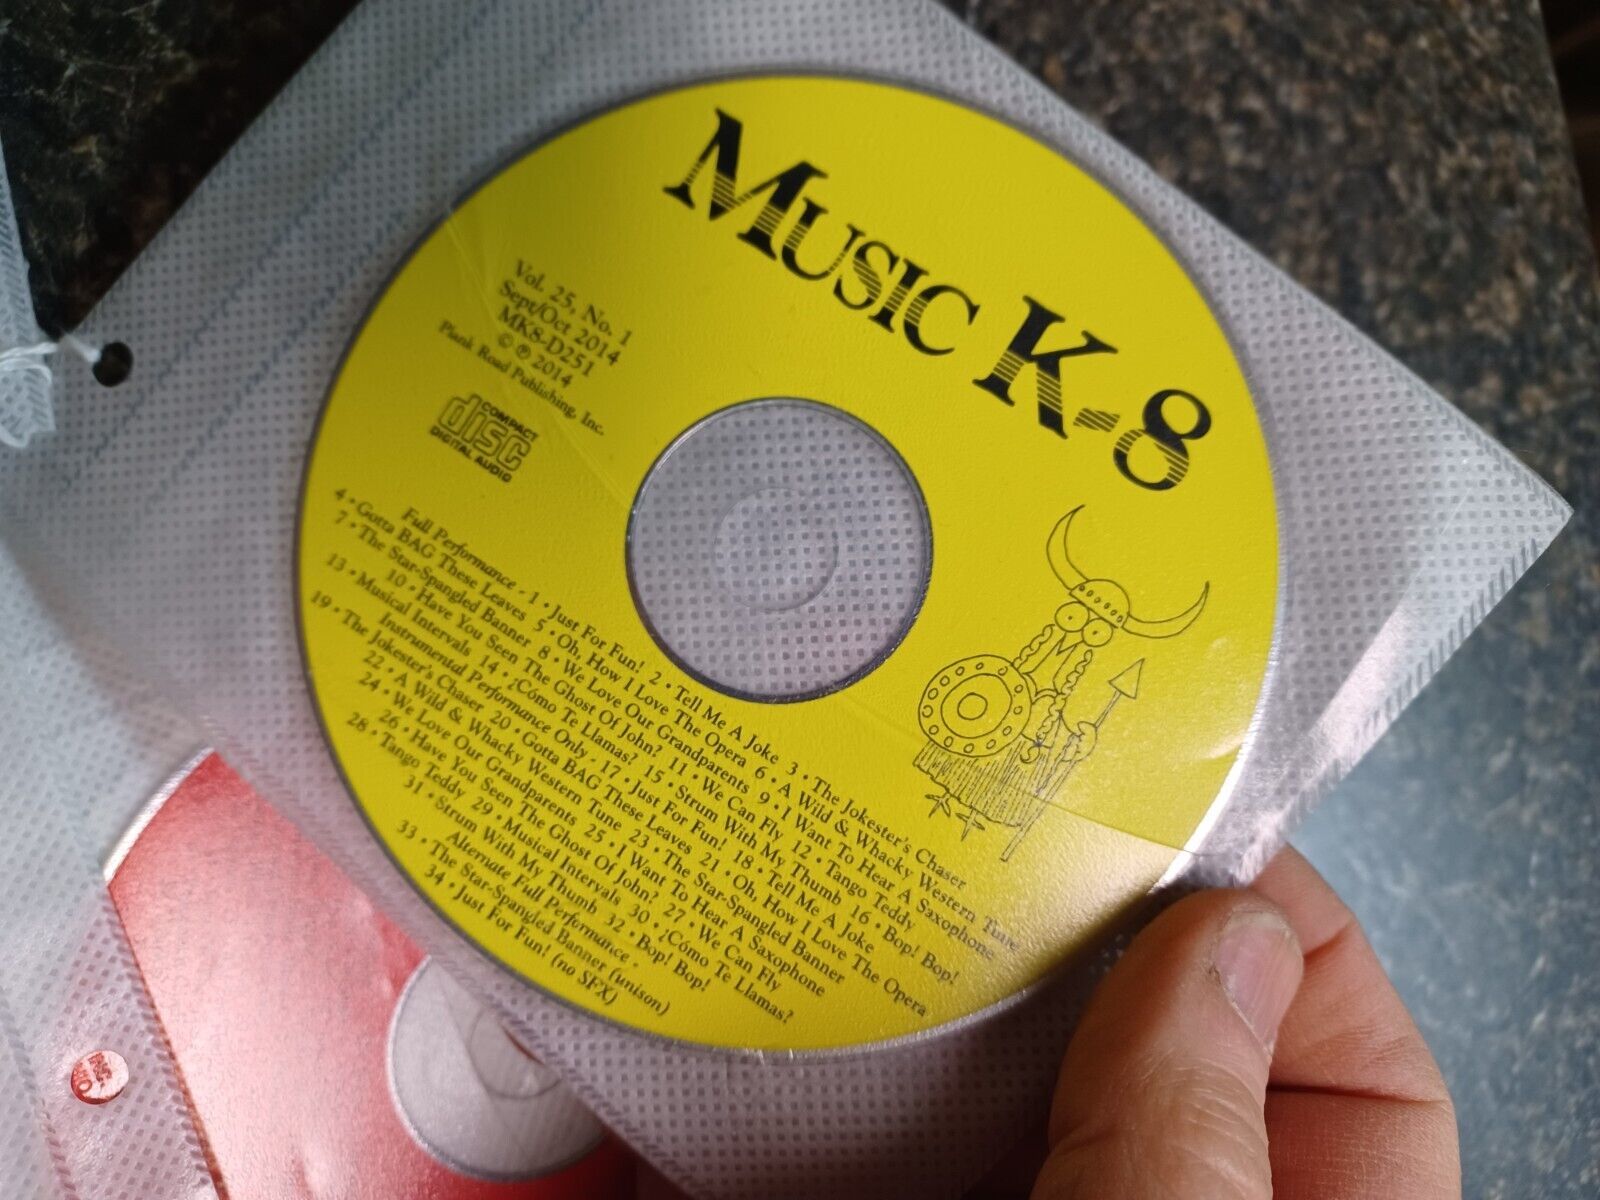 MUSIC K-8
Vol. 25, No. 1
Sept/Oct 2014
MK8-D251
© ℗ 2014
Plank Road Publishing, Inc.
COMPACT
disc
DIGITAL AUDIO
Full Performance - 1 • Just For Fun! 2 • Tell Me A Joke 3 • The Jokester's Chaser
4 • Gotta BAG These Leaves 5 • Oh, How I Love The Opera 6 • A Wild & Whacky Western Tune
7 • The Star-Spangled Banner 8 • We Love Our Grandparents 9 • I Want To Hear A Saxophone
10 • Have You Seen The Ghost Of John? 11 • We Can Fly 12 • Tango Teddy
13 • Musical Intervals 14 • ¿Cómo Te Llamas? 15 • Strum With My Thumb 16 • Bop! Bop!
Instrumental Performance Only - 17 • Just For Fun! 18 • Tell Me A Joke
19 • The Jokester's Chaser 20 • Gotta BAG These Leaves 21 • Oh, How I Love The Opera
22 • A Wild & Whacky Western Tune 23 • The Star-Spangled Banner
24 • We Love Our Grandparents 25 • I Want To Hear A Saxophone
26 • Have You Seen The Ghost Of John? 27 • We Can Fly
28 • Tango Teddy 29 • Musical Intervals 30 • ¿Cómo Te Llamas?
31 • Strum With My Thumb 32 • Bop! Bop!
Alternate Full Performance -
33 • The Star-Spangled Banner (unison)
34 • Just For Fun! (no SFX)